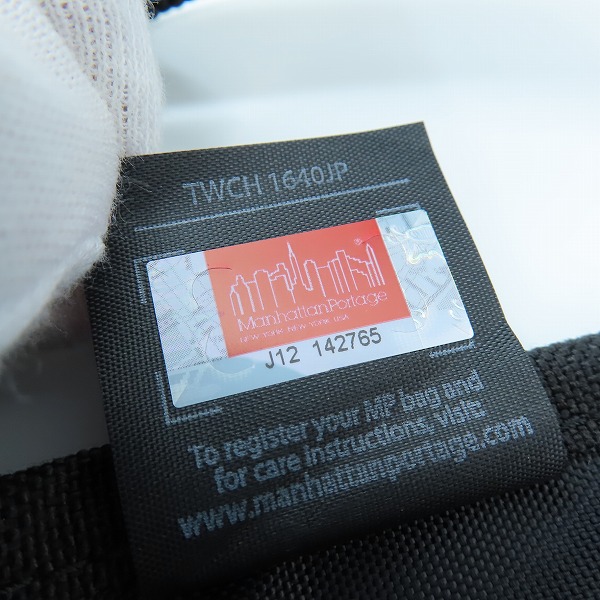 TWCH 1640JP
®
Manhattan Portage
NEW YORK, NEW YORK, USA
J12 142765
To register your MP bag and
for care instructions, visit:
www.manhattanportage.com